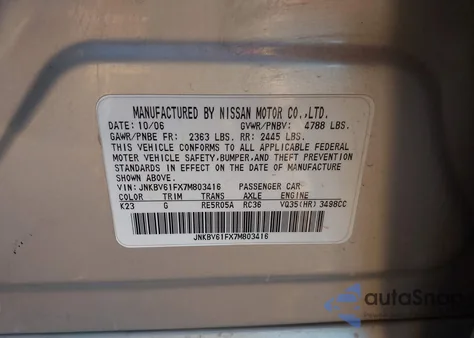 MANUFACTURED BY NISSAN MOTOR CO.,LTD.
DATE: 10/06 GVWR/PNBV: 4788 LBS.
GAWR/PNBE FR: 2363 LBS. RR: 2445 LBS.
THIS VEHICLE CONFORMS TO ALL APPLICABLE FEDERAL
MOTOR VEHICLE SAFETY, BUMPER, AND THEFT PREVENTION
STANDARDS IN EFFECT ON THE DATE OF MANUFACTURE
SHOWN ABOVE.
VIN: JNKBV61FX7M803416 PASSENGER CAR
COLOR TRIM TRANS AXLE ENGINE
K23 G RE5R05A RC36 VQ35(HR) 3498CC
JNKBV61FX7M803416
autoSnap